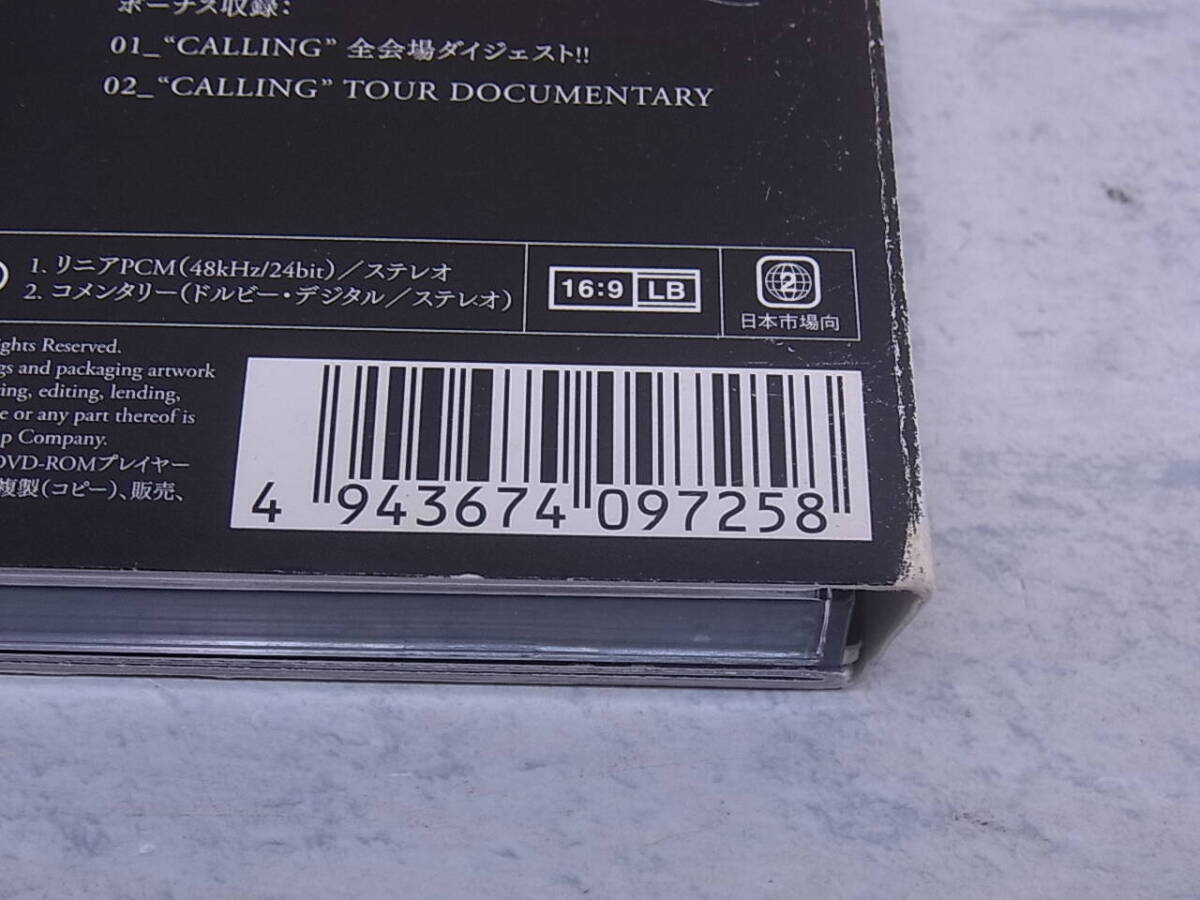 ボーナス収録：
01_“CALLING” 全会場ダイジェスト!!
02_“CALLING” TOUR DOCUMENTARY
1. リニアPCM（48kHz/24bit）／ステレオ
2. コメンタリー（ドルビー・デジタル／ステレオ）
16:9 LB
2
日本市場向
Rights Reserved.
and packaging artwork
editing, lending,
or any part thereof is
Company.
DVD-ROMプレイヤー
複製（コピー）、販売、
4 943674 097258